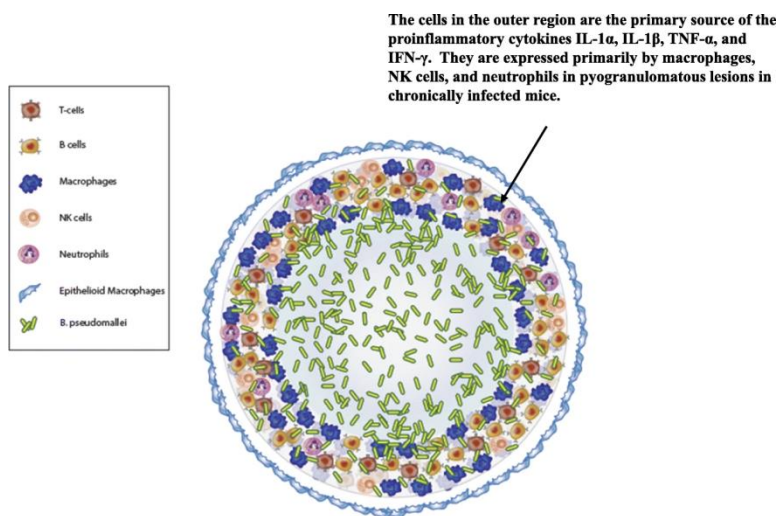 The cells in the outer region are the primary source of the
proinflammatory cytokines IL-1α, IL-1β, TNF-α, and
IFN-γ. They are expressed primarily by macrophages,
NK cells, and neutrophils in pyogranulomatous lesions in
chronically infected mice.
T-cells
B cells
Macrophages
NK cells
Neutrophils
Epithelioid Macrophages
B. pseudomallei